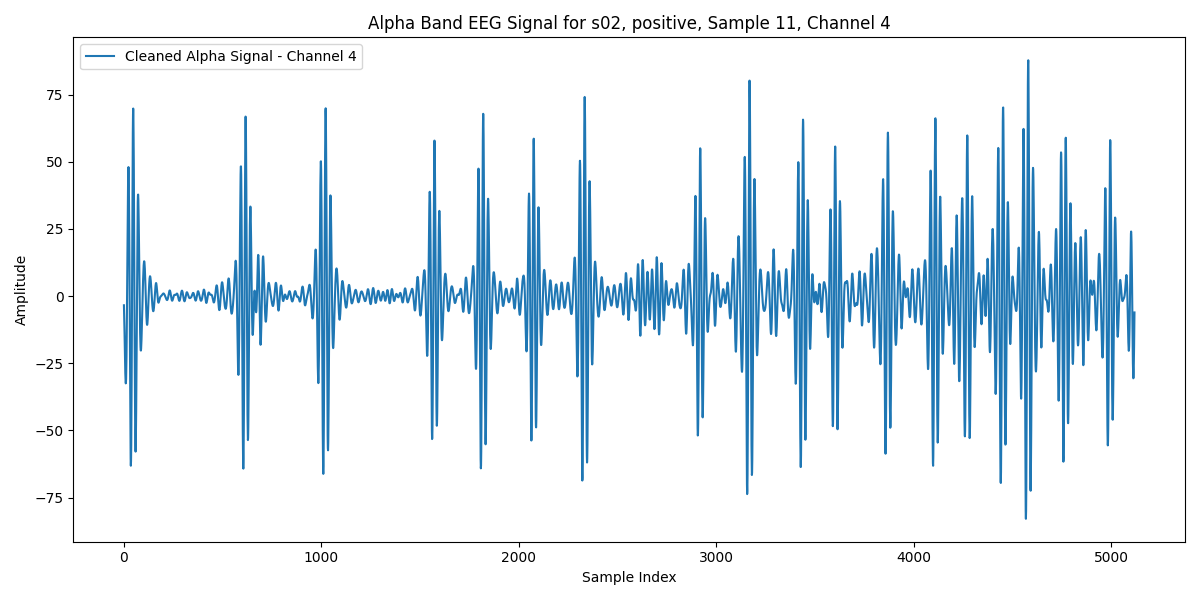 Alpha Band EEG Signal for s02, positive, Sample 11, Channel 4
Cleaned Alpha Signal - Channel 4
Amplitude
75
50
25
0
−25
−50
−75
0 1000 2000 3000 4000 5000
Sample Index